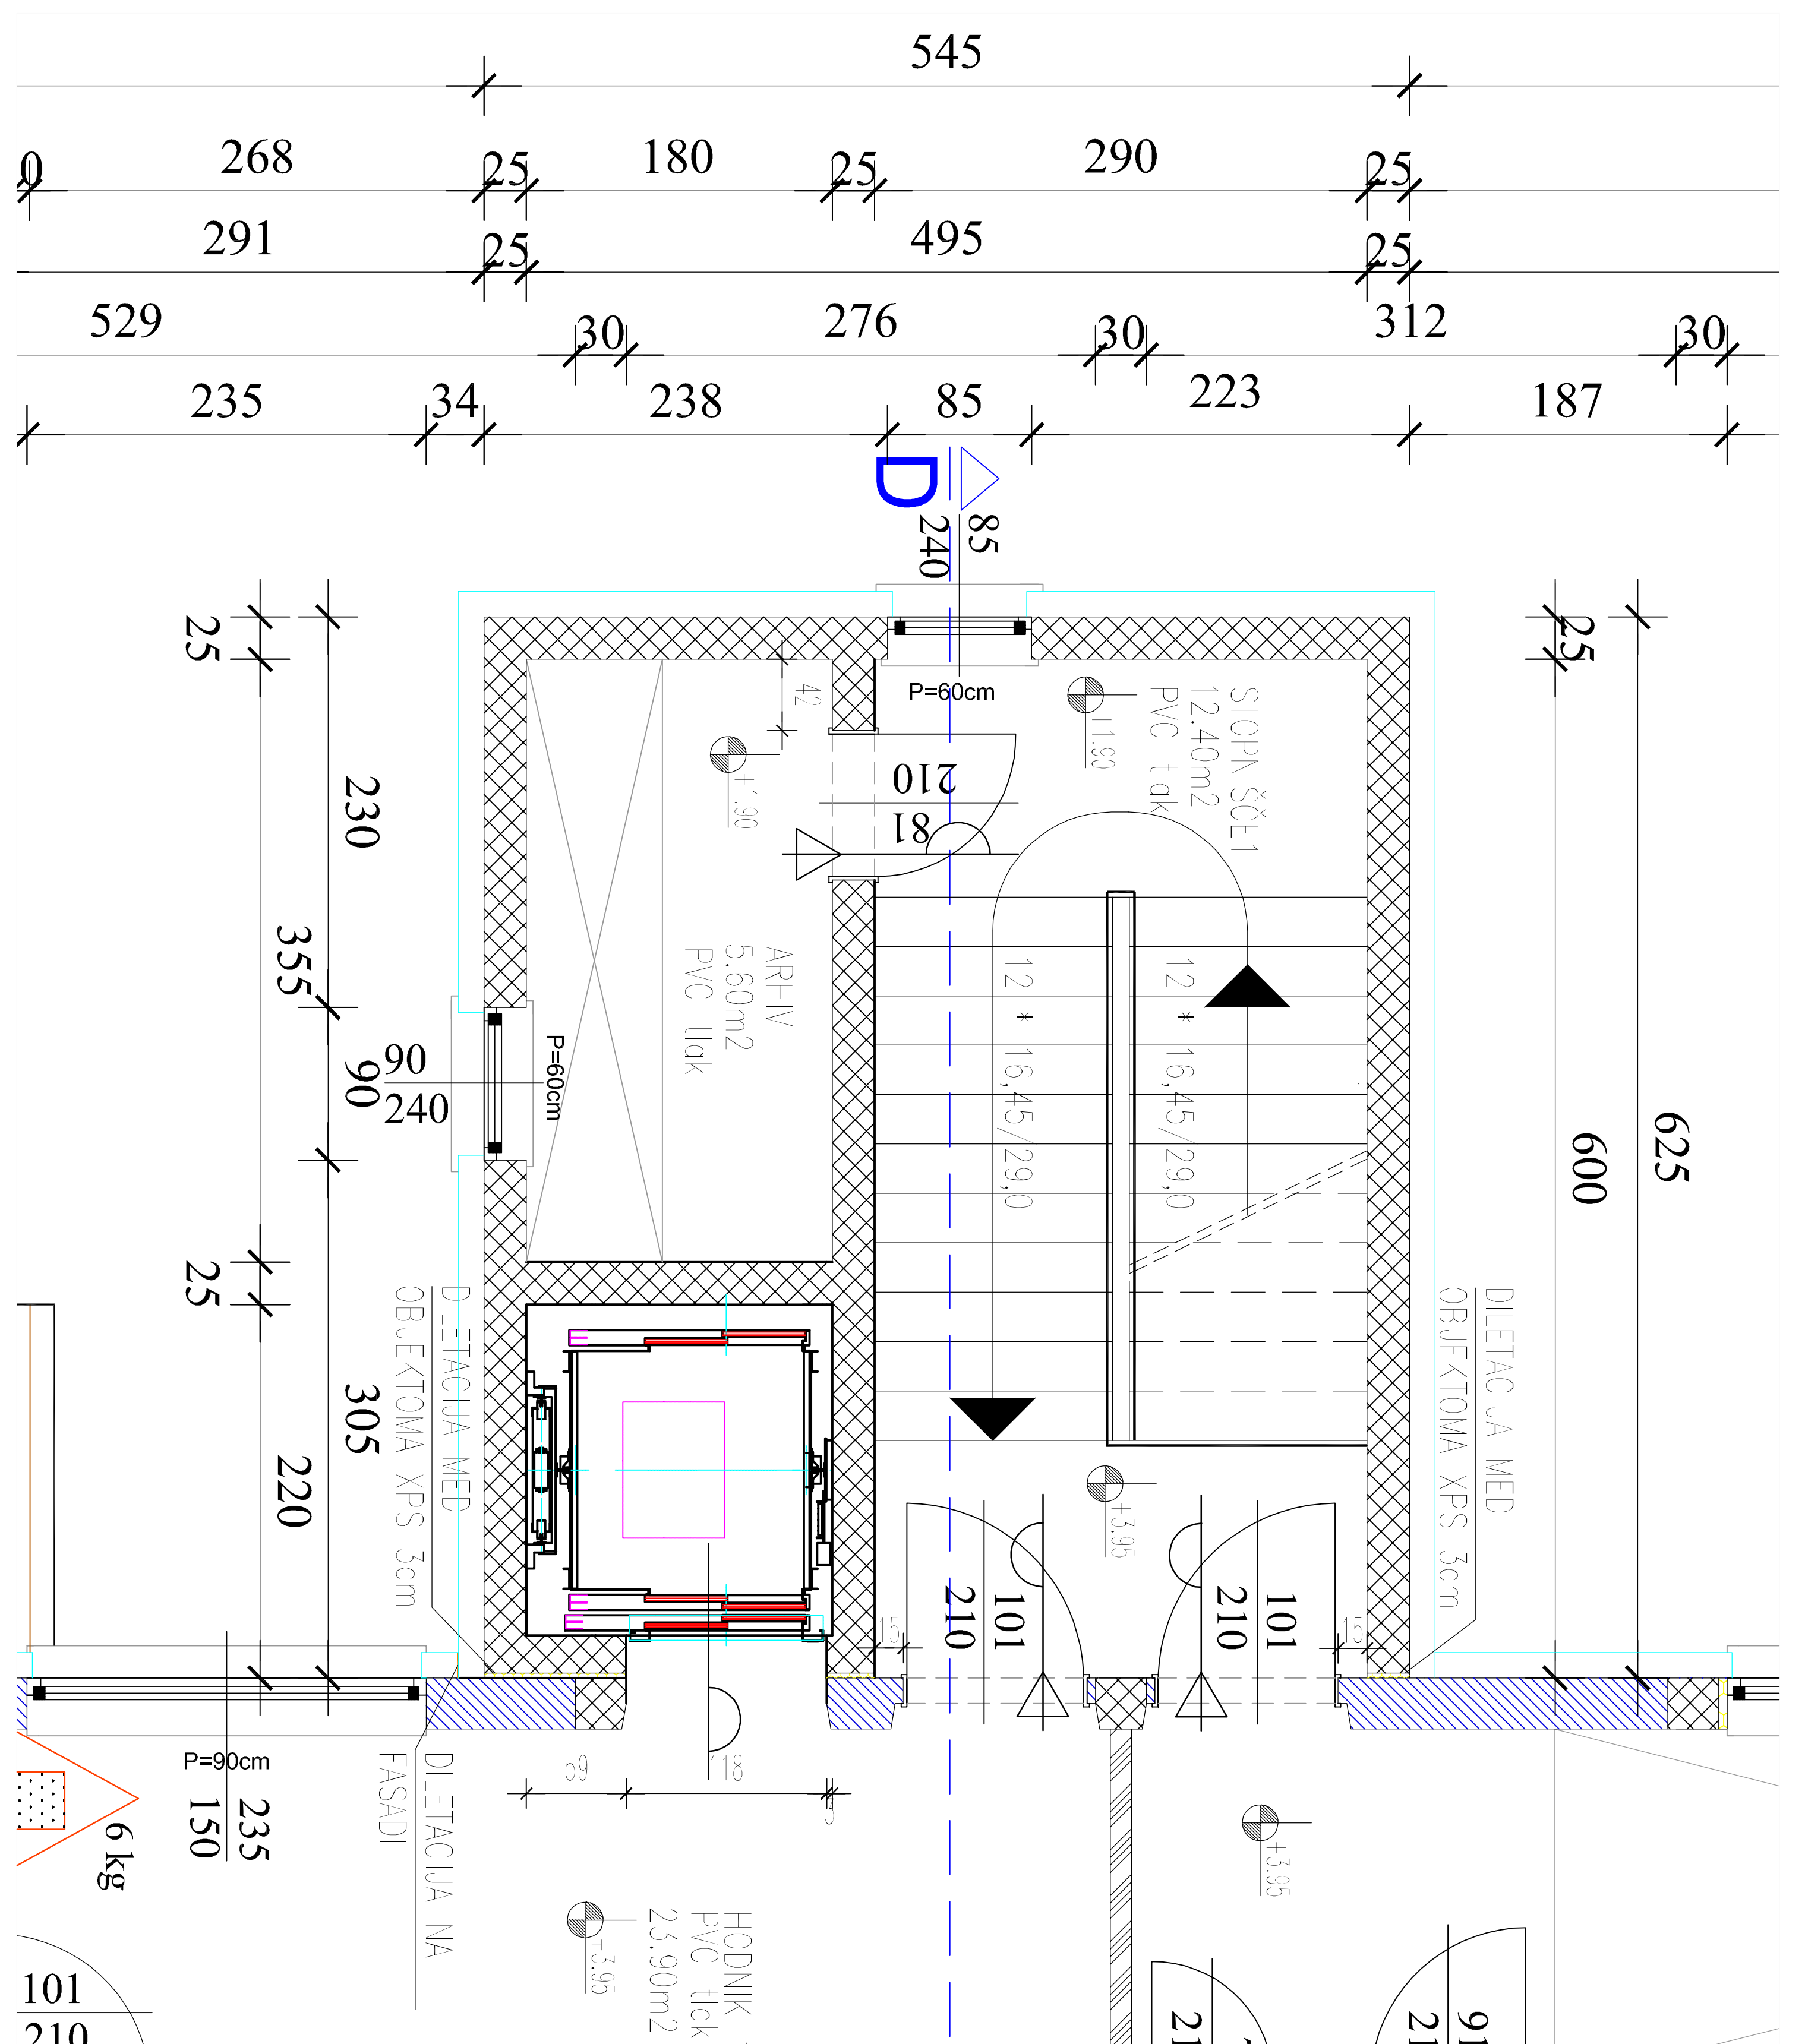 545
0 268 25 180 25 290 25
291 25 495 25
529 30 276 30 312 30
235 34 238 85 223 187
D
85
240
P=60cm
25
230
355
90
25
305
220
90
240
P=60cm
42
+1.90
+1.90
210
81
STOPNIŠČE1
12.40m2
PVC tlak
ARHIV
5.60m2
PVC tlak
12 * 16,45/29,0
12 * 16,45/29,0
25
600
625
DILETACIJA MED
OBJEKTOMA XPS 3cm
DILETACIJA MED
OBJEKTOMA XPS 3cm
+3.95
101
210
101
210
15
15
59
118
P=90cm
235
150
6 kg
DILETACIJA NA
FASADI
+3.95
+3.95
HODNIK
PVC tlak
23.90m2
101
210
91